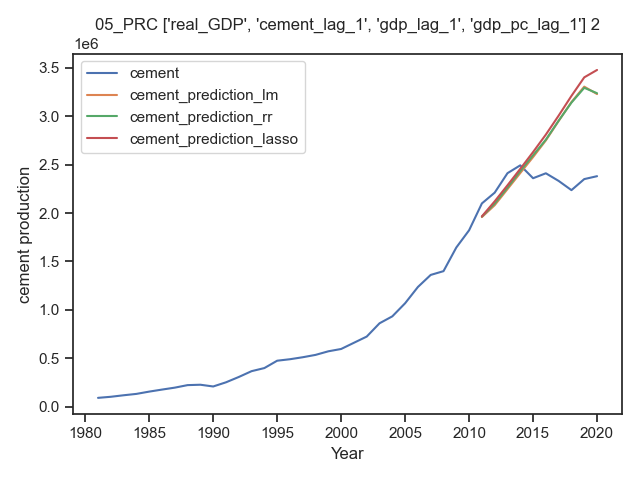 05_PRC ['real_GDP', 'cement_lag_1', 'gdp_lag_1', 'gdp_pc_lag_1'] 2
1e6
cement
cement_prediction_lm
cement_prediction_rr
cement_prediction_lasso
3.5
3.0
2.5
2.0
1.5
1.0
0.5
0.0
cement production
1980 1985 1990 1995 2000 2005 2010 2015 2020
Year